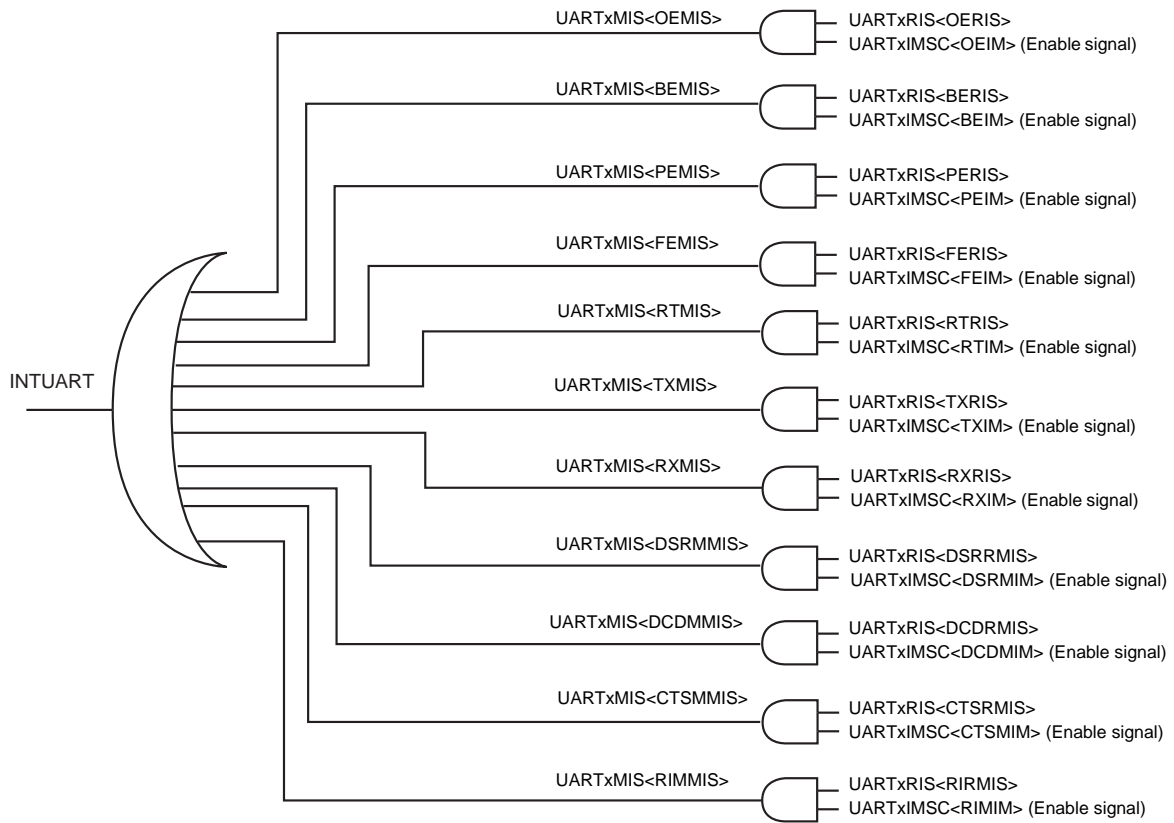 UARTxMIS<OEMIS>
UARTxRIS<OERIS>
UARTxIMSC<OEIM> (Enable signal)
UARTxMIS<BEMIS>
UARTxRIS<BERIS>
UARTxIMSC<BEIM> (Enable signal)
UARTxMIS<PEMIS>
UARTxRIS<PERIS>
UARTxIMSC<PEIM> (Enable signal)
UARTxMIS<FEMIS>
UARTxRIS<FERIS>
UARTxIMSC<FEIM> (Enable signal)
UARTxMIS<RTMIS>
UARTxRIS<RTRIS>
UARTxIMSC<RTIM> (Enable signal)
INTUART
UARTxMIS<TXMIS>
UARTxRIS<TXRIS>
UARTxIMSC<TXIM> (Enable signal)
UARTxMIS<RXMIS>
UARTxRIS<RXRIS>
UARTxIMSC<RXIM> (Enable signal)
UARTxMIS<DSRMMIS>
UARTxRIS<DSRRMIS>
UARTxIMSC<DSRMIM> (Enable signal)
UARTxMIS<DCDMMIS>
UARTxRIS<DCDRMIS>
UARTxIMSC<DCDMIM> (Enable signal)
UARTxMIS<CTSMMIS>
UARTxRIS<CTSRMIS>
UARTxIMSC<CTSMIM> (Enable signal)
UARTxMIS<RIMMIS>
UARTxRIS<RIRMIS>
UARTxIMSC<RIMIM> (Enable signal)